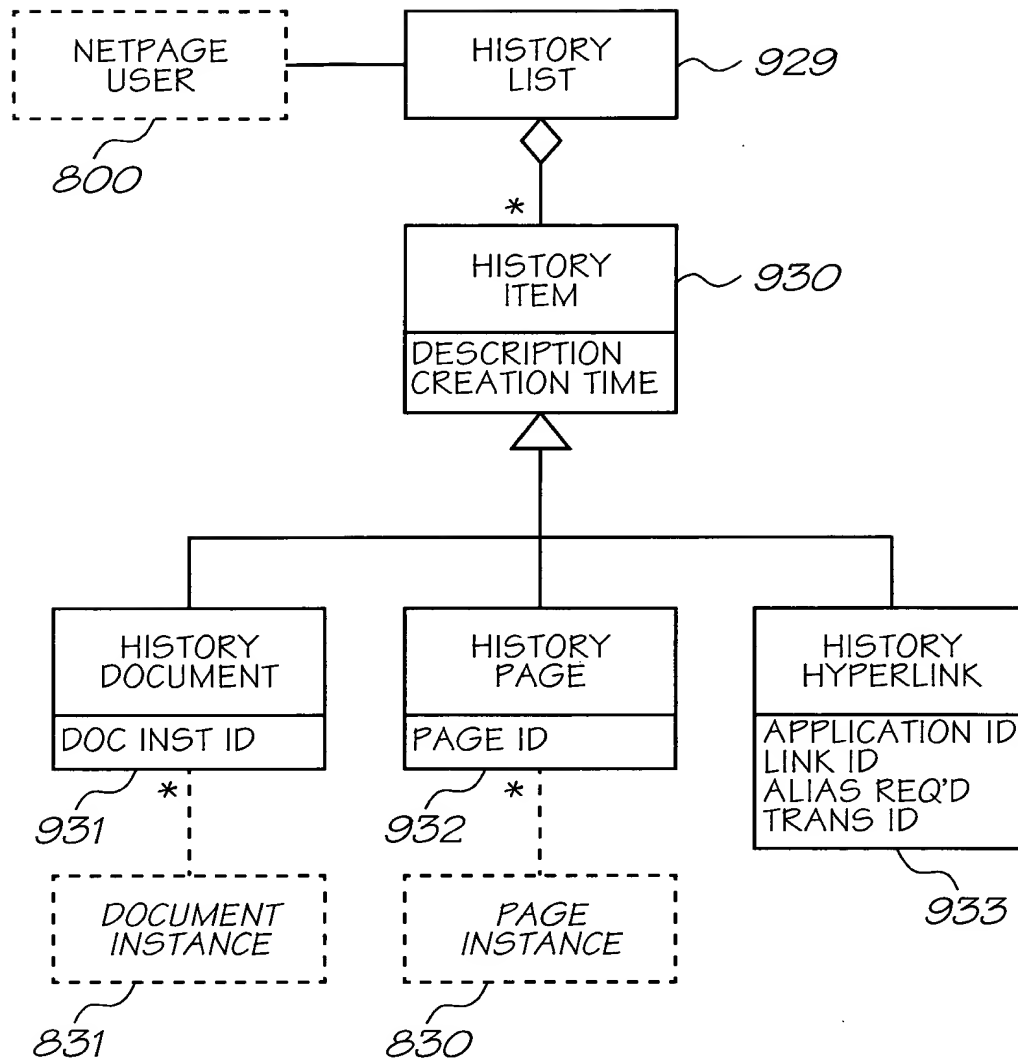 NETPAGE
USER
800
HISTORY
LIST
929
*
HISTORY
ITEM
930
DESCRIPTION
CREATION TIME
HISTORY
DOCUMENT
DOC INST ID
931
*
DOCUMENT
INSTANCE
831
HISTORY
PAGE
PAGE ID
932
*
PAGE
INSTANCE
830
HISTORY
HYPERLINK
APPLICATION ID
LINK ID
ALIAS REQ'D
TRANS ID
933